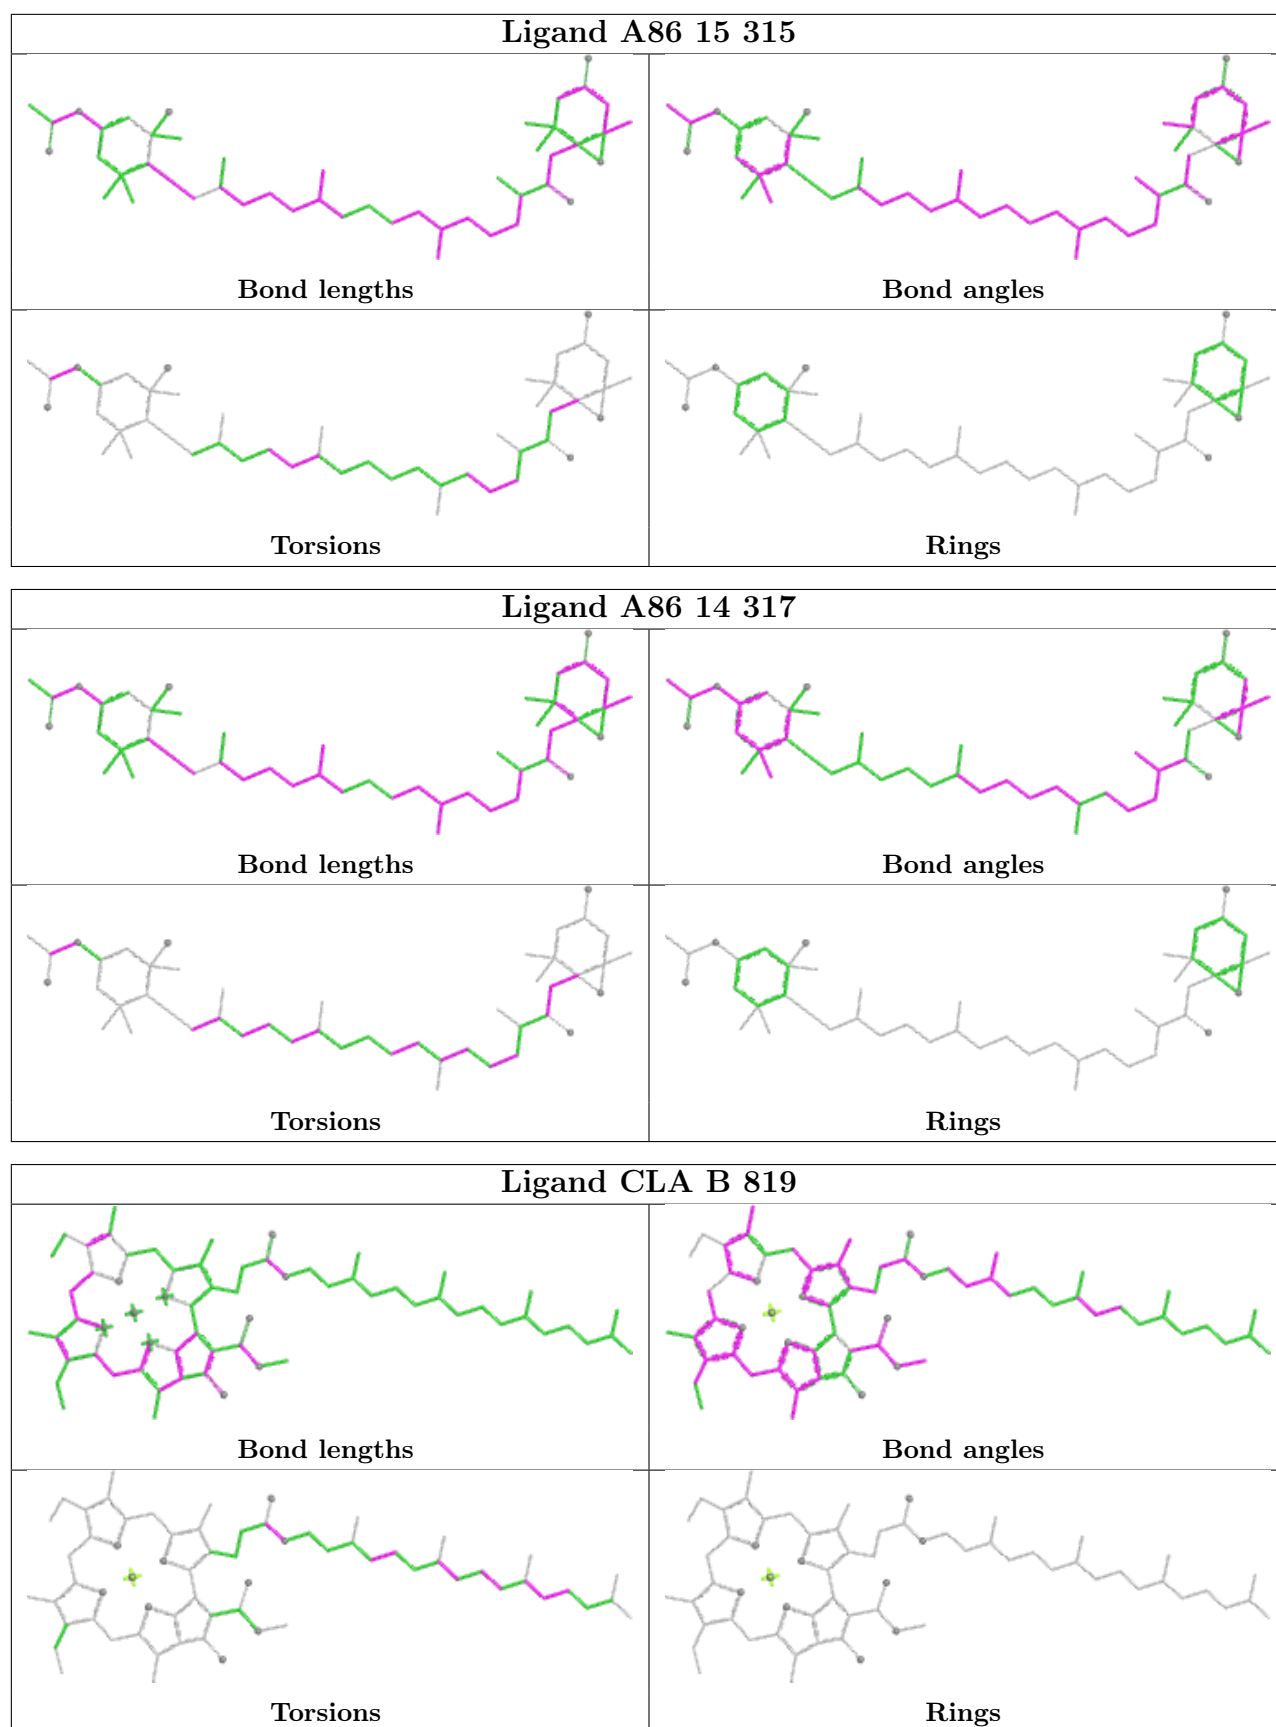 Ligand A86 15 315
Bond lengths
Bond angles
Torsions
Rings
Ligand A86 14 317
Bond lengths
Bond angles
Torsions
Rings
Ligand CLA B 819
Bond lengths
Bond angles
Torsions
Rings